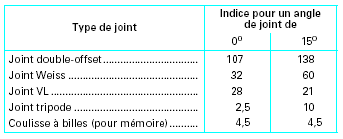 Type de joint
Indice pour un angle
de joint de
0° 15°
Joint double-offset ................................. 107 138
Joint Weiss ............................................. 32 60
Joint VL .................................................. 28 21
Joint tripode ........................................... 2,5 10
Coulisse à billes (pour mémoire) .......... 4,5 4,5